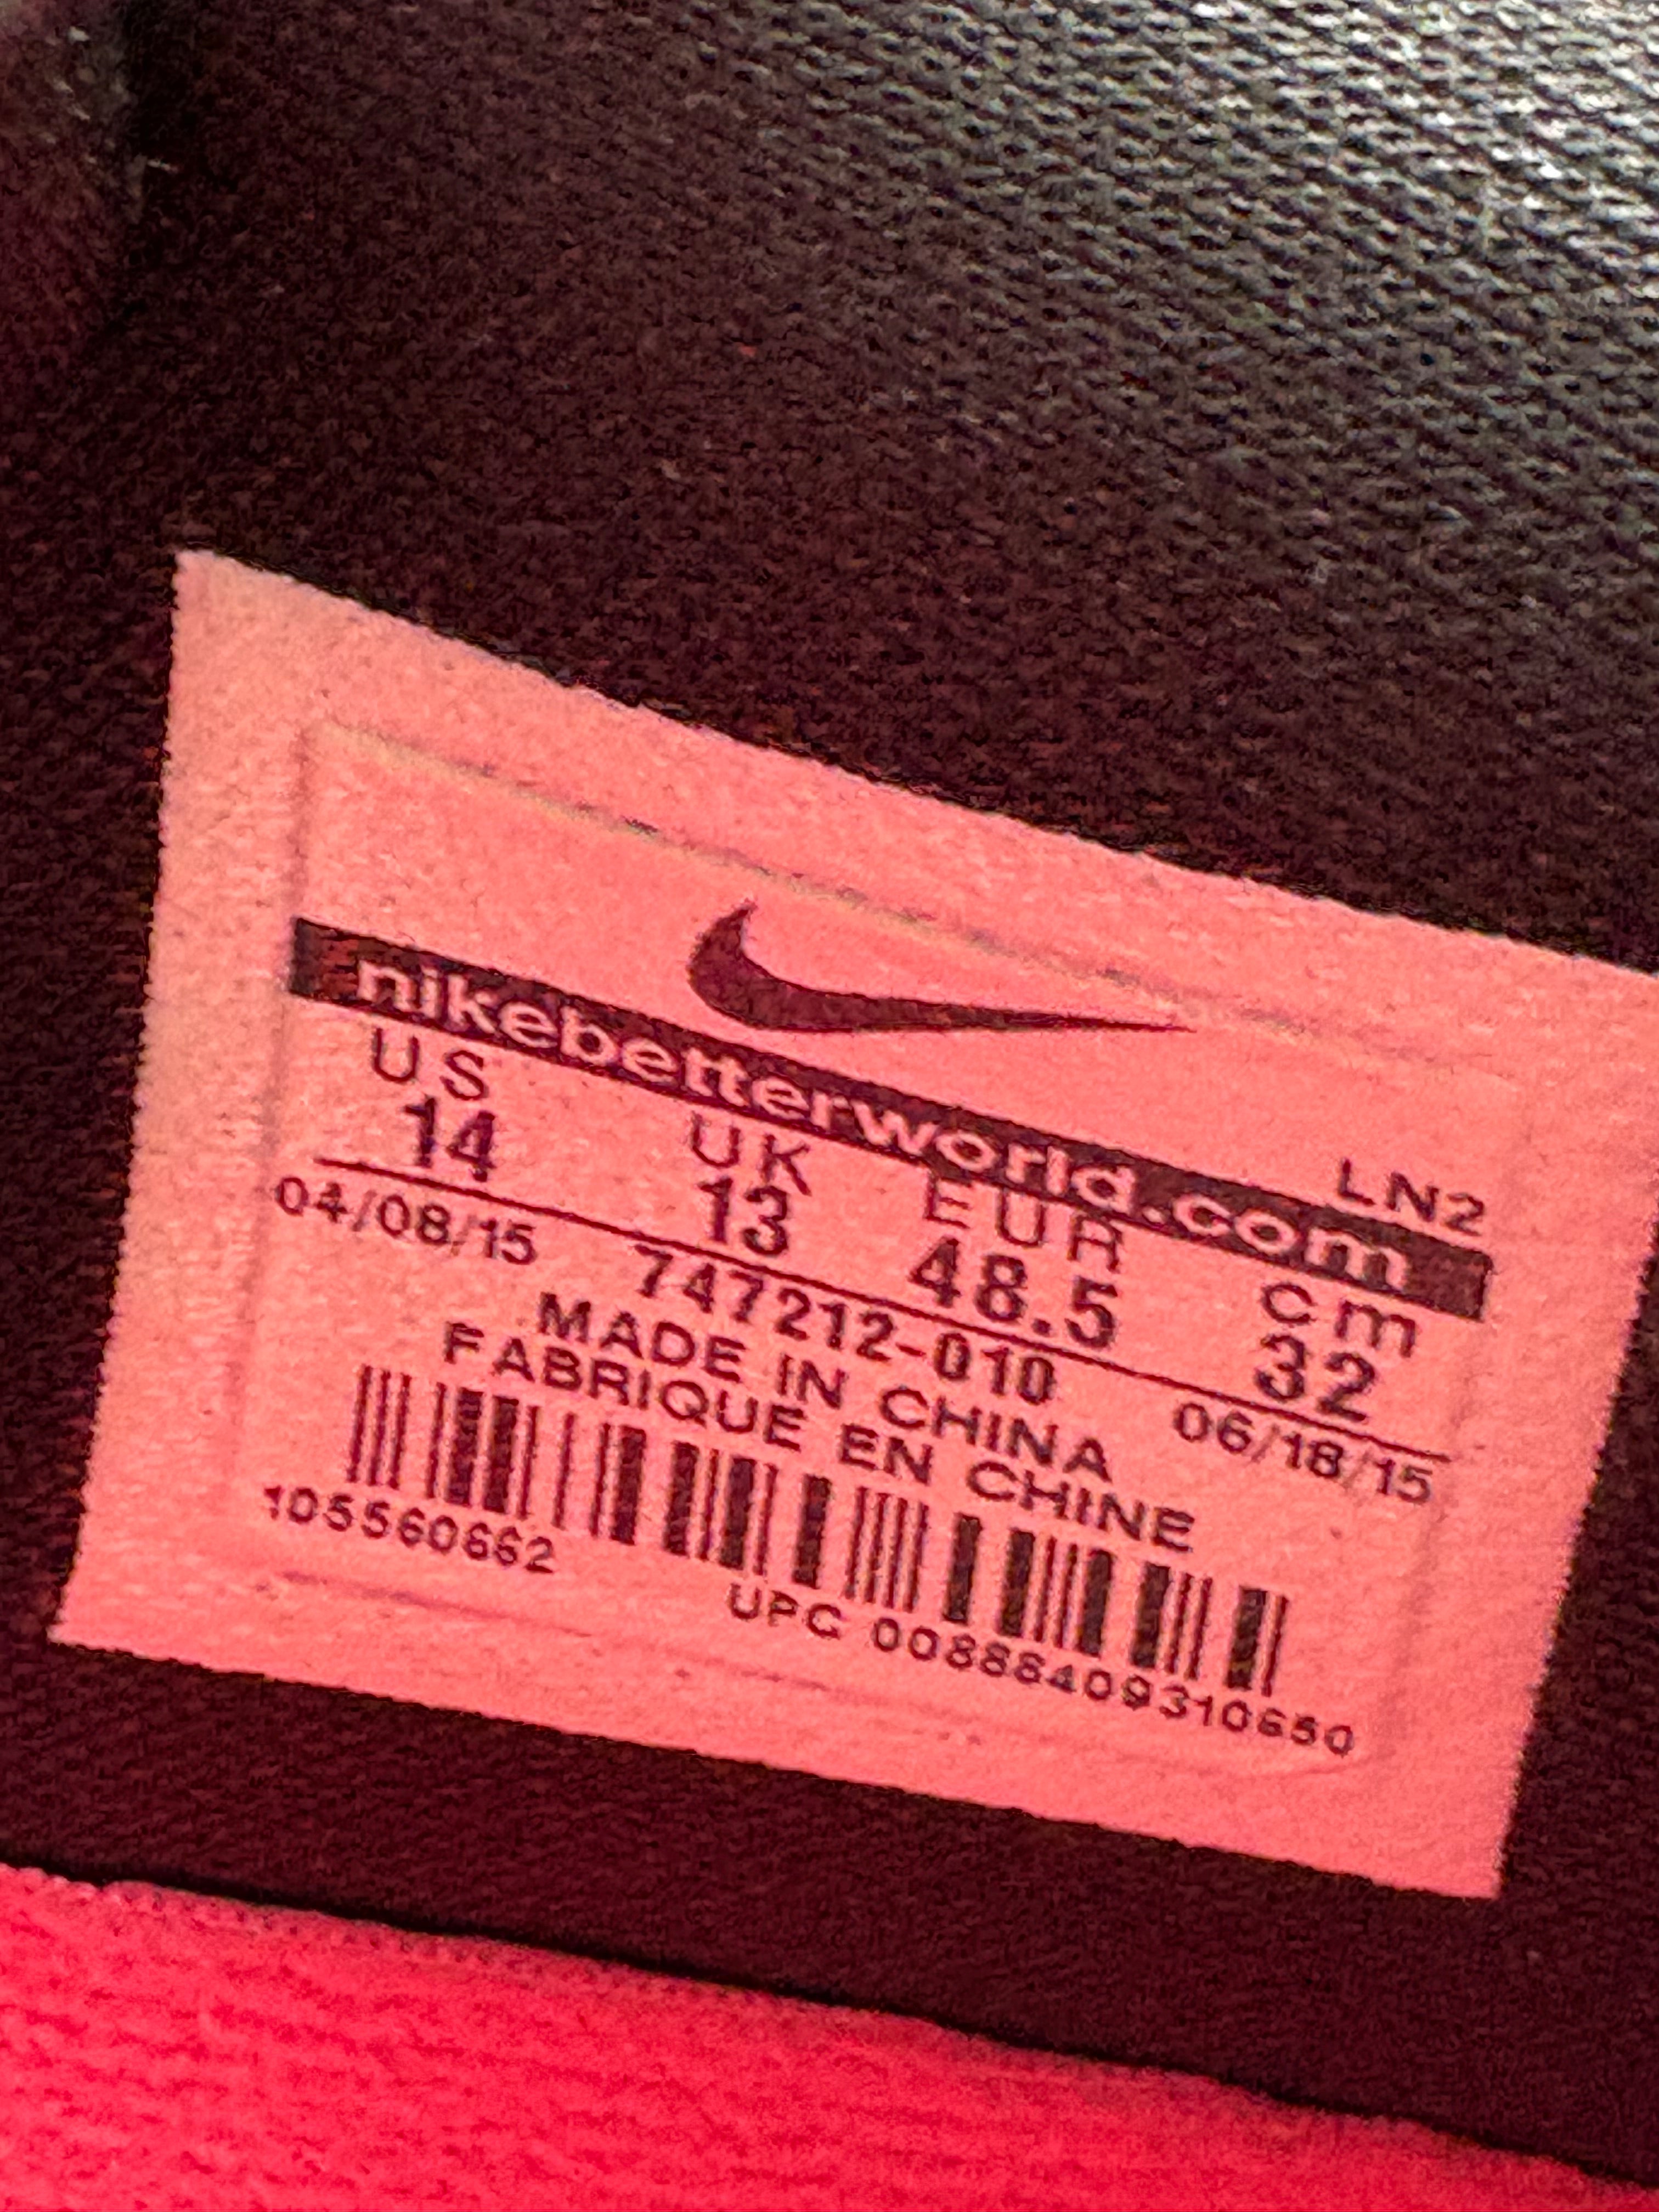 LN2
nikebetterworld.com
US UK EUR cm
14 13 48.5 32
04/08/15 747212-010 06/18/15
MADE IN CHINA
FABRIQUE EN CHINE
105560662
UPC 00888409310650